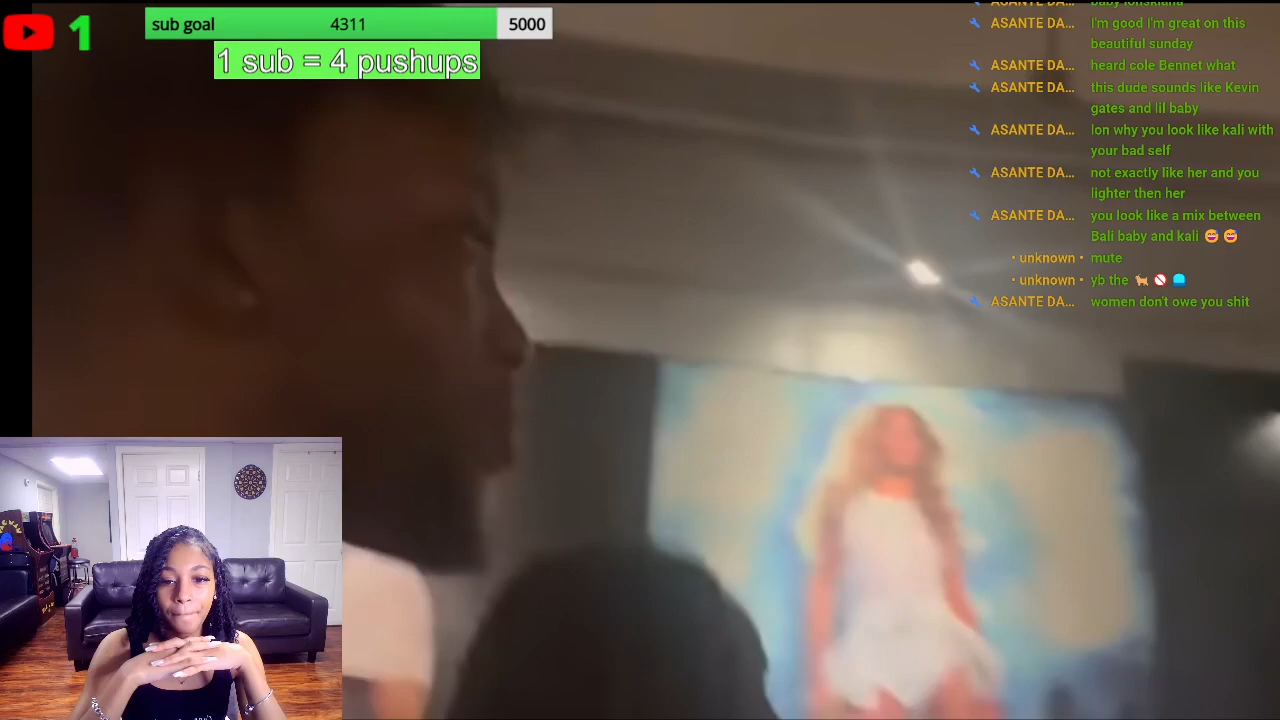 1
sub goal 4311 5000
1 sub = 4 pushups
baby ionskiana
ASANTE DA... I'm good I'm great on this
beautiful sunday
ASANTE DA... heard cole Bennet what
ASANTE DA... this dude sounds like Kevin
gates and lil baby
ASANTE DA... Ion why you look like kali with
your bad self
ASANTE DA... not exactly like her and you
lighter then her
ASANTE DA... you look like a mix between
Bali baby and kali 😅 😅
• unknown • mute
• unknown • yb the 🐕 🚫 🧢
ASANTE DA... women don't owe you shit